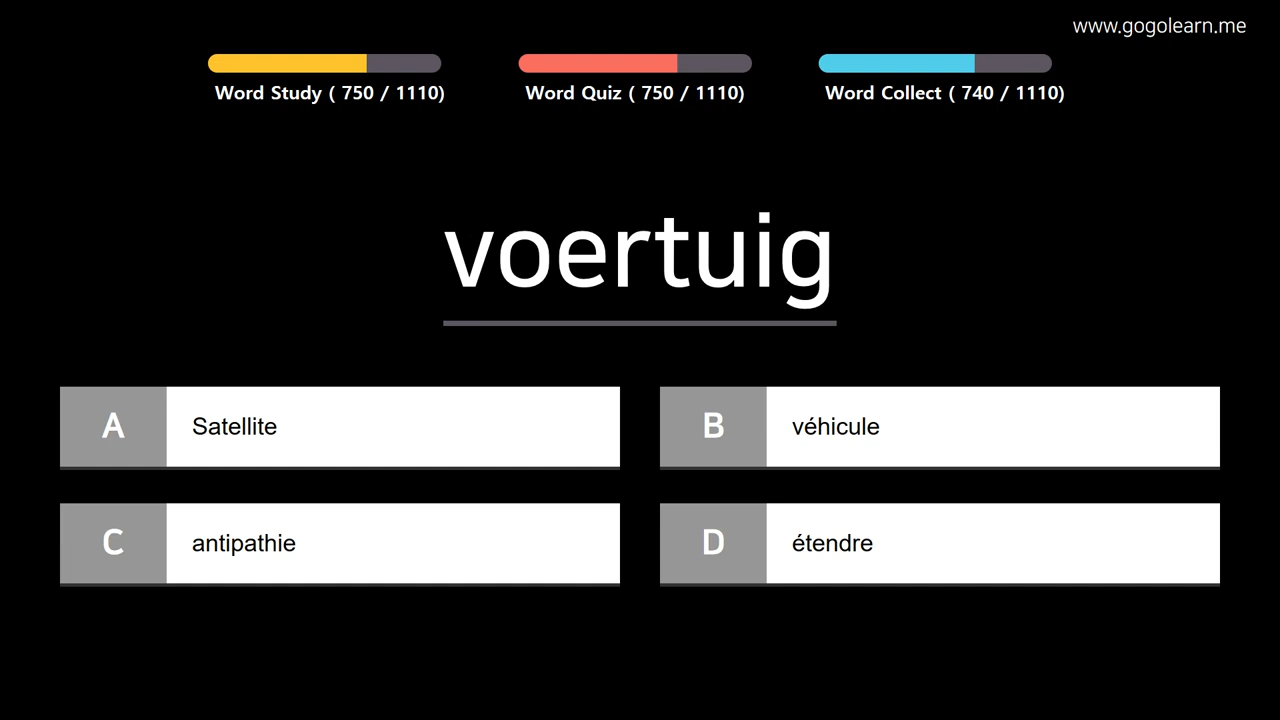 www.gogolearn.me
Word Study ( 750 / 1110)
Word Quiz ( 750 / 1110)
Word Collect ( 740 / 1110)
voertuig
A Satellite
B véhicule
C antipathie
D étendre